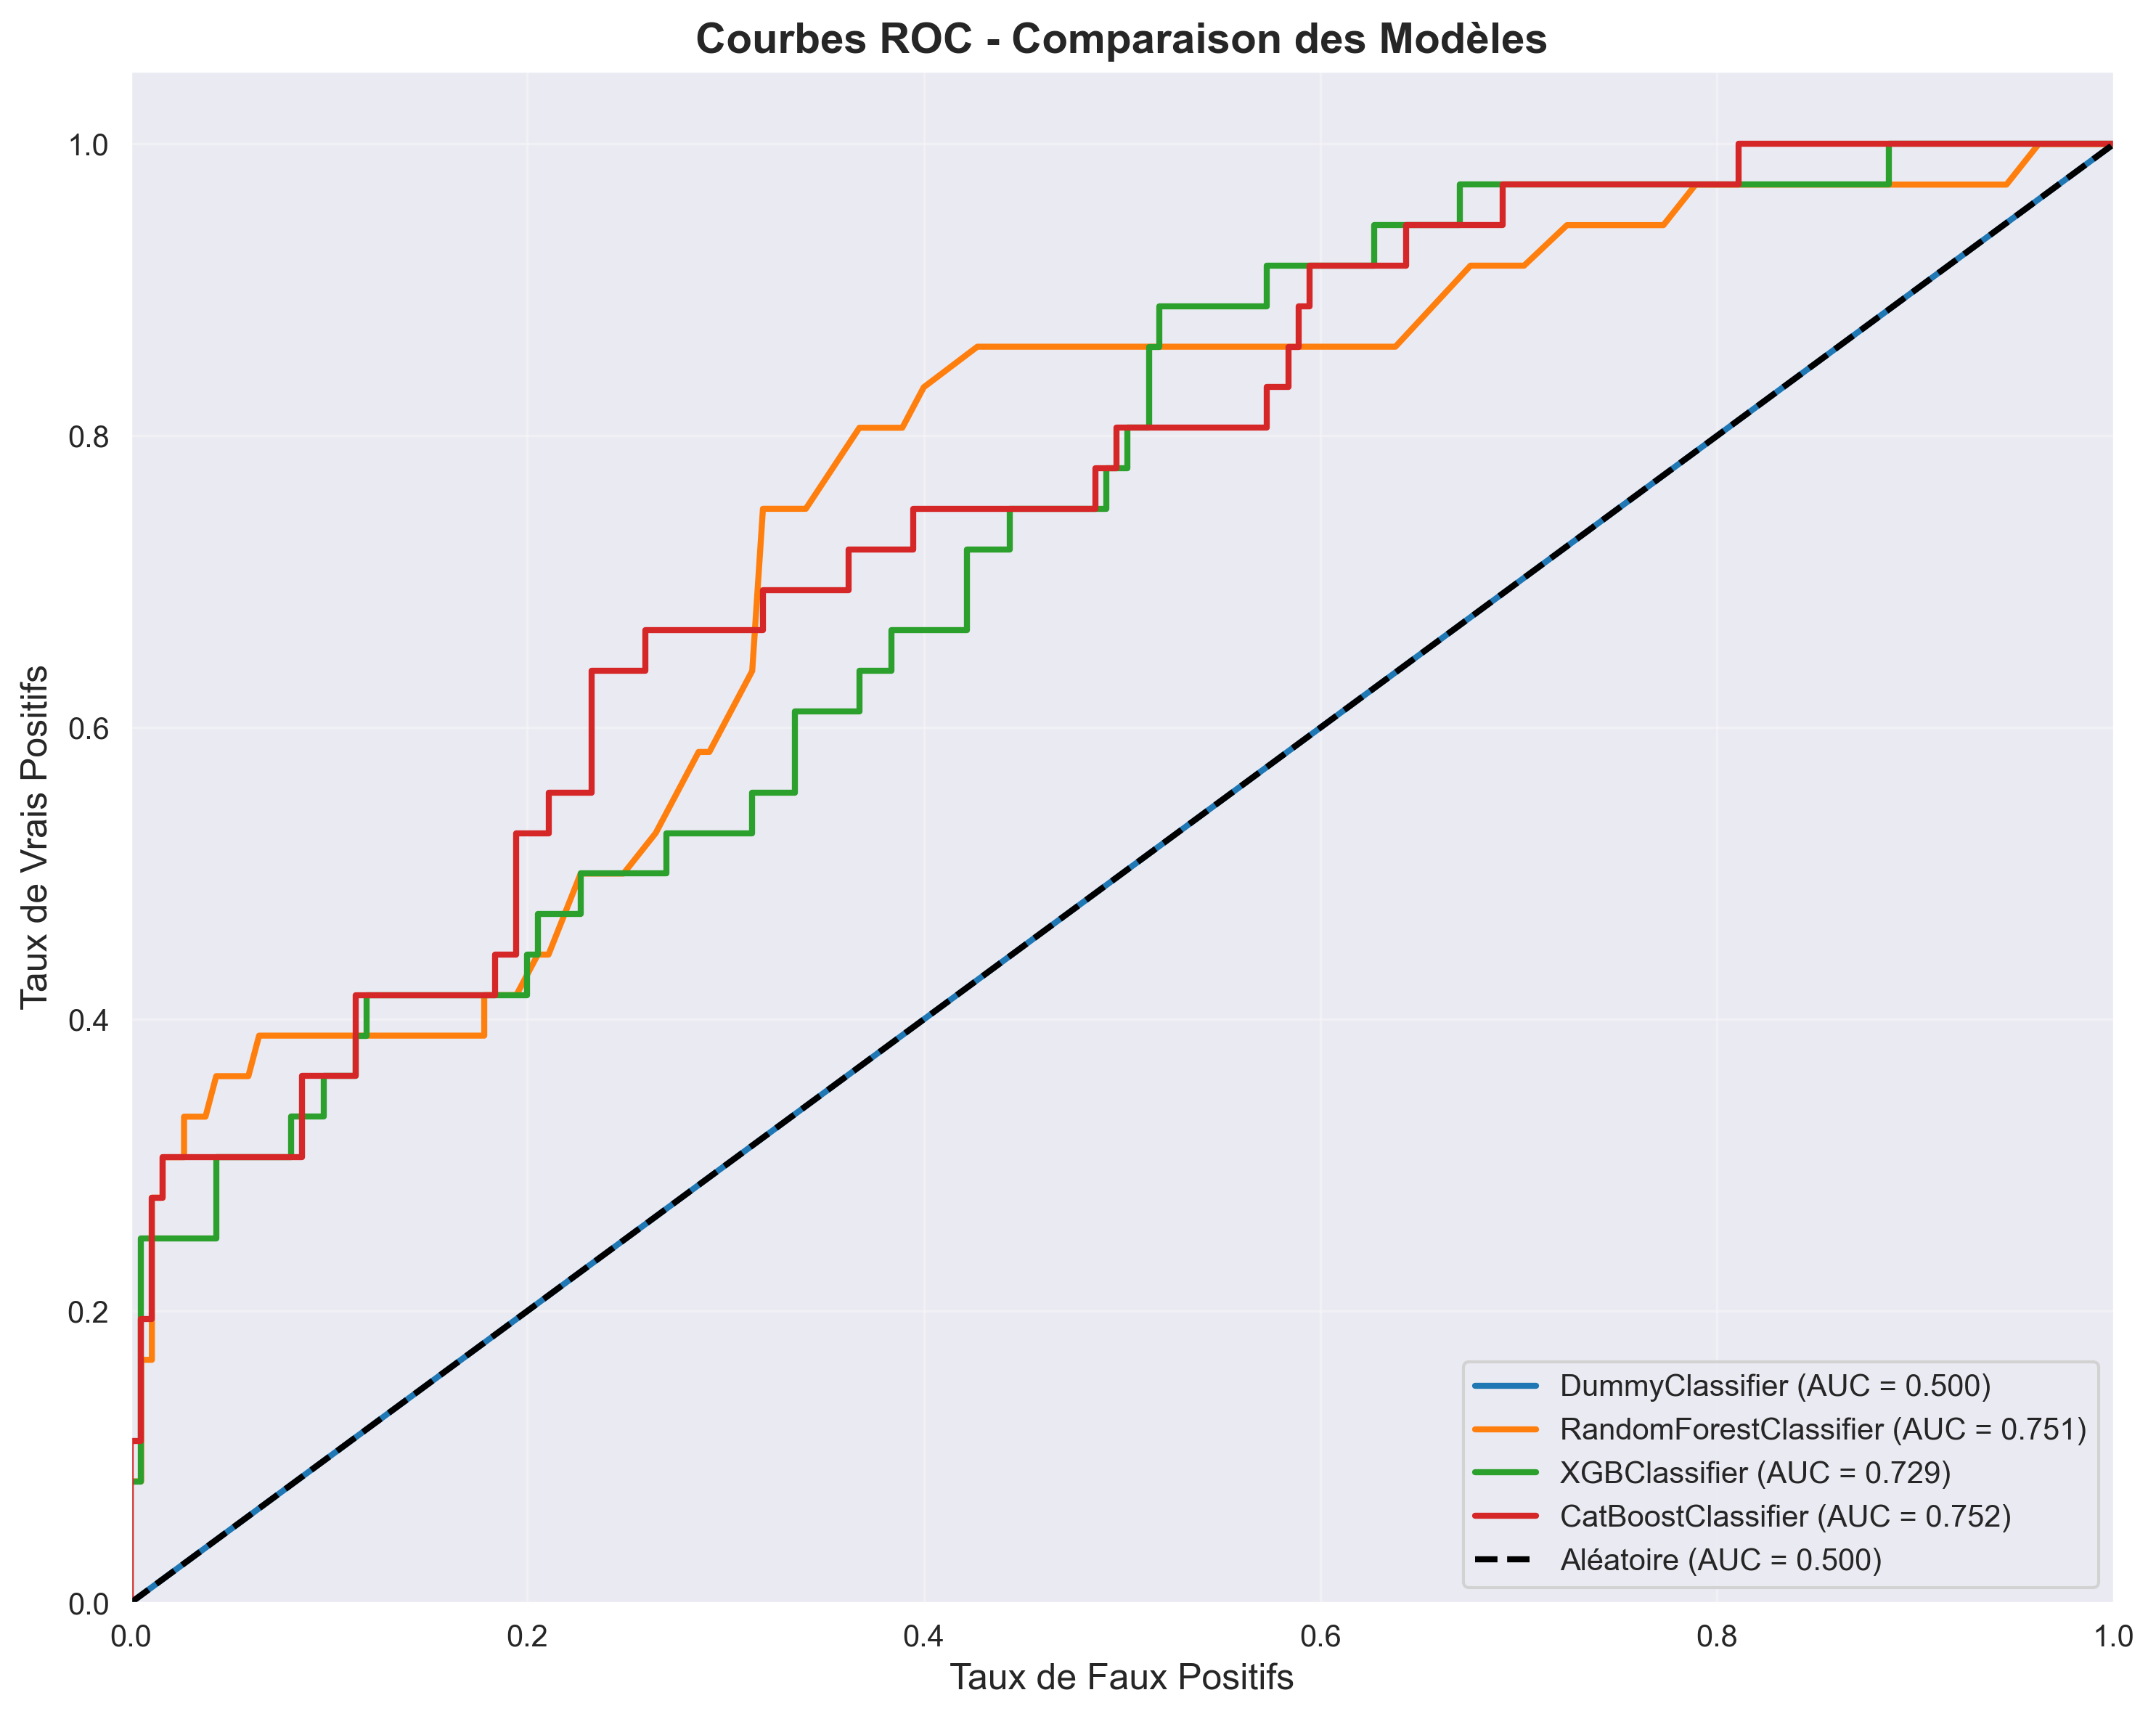 Courbes ROC - Comparaison des Modèles
1.0
0.8
0.6
0.4
0.2
0.0
Taux de Vrais Positifs
0.0 0.2 0.4 0.6 0.8 1.0
Taux de Faux Positifs
DummyClassifier (AUC = 0.500)
RandomForestClassifier (AUC = 0.751)
XGBClassifier (AUC = 0.729)
CatBoostClassifier (AUC = 0.752)
Aléatoire (AUC = 0.500)